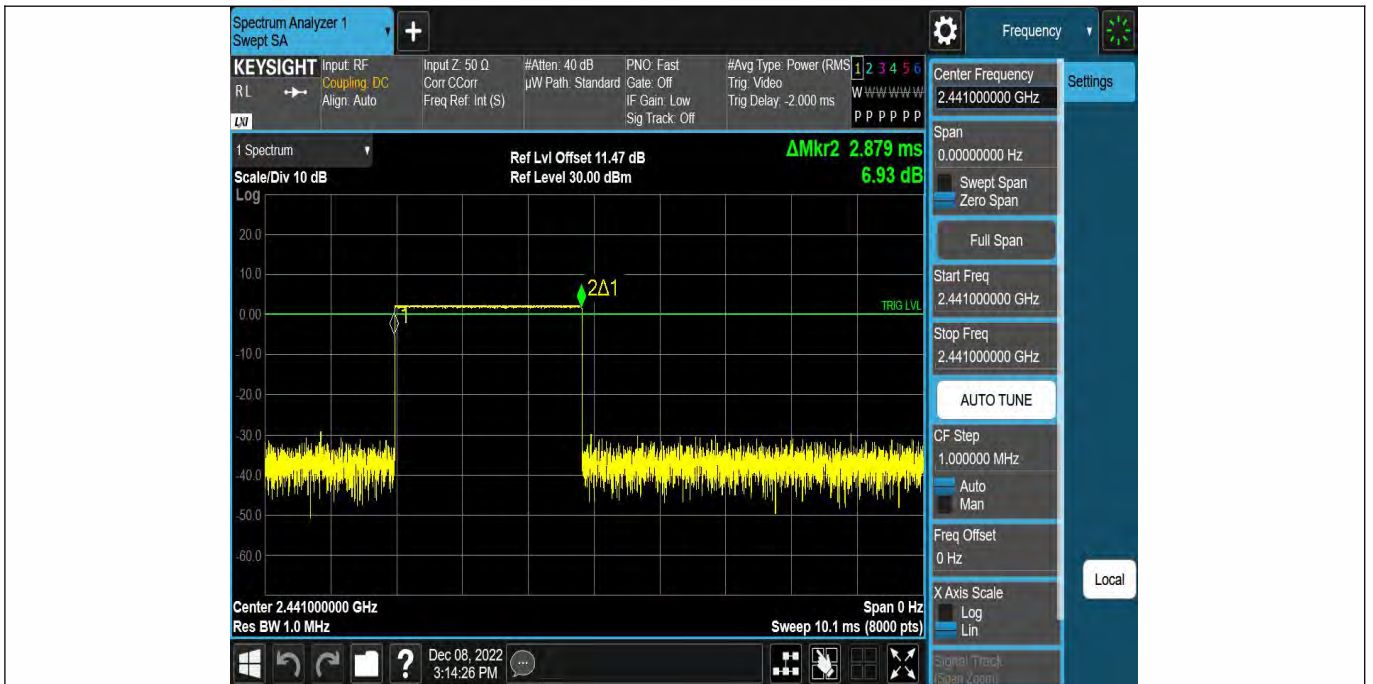 Spectrum Analyzer 1
Swept SA
+
Frequency
KEYSIGHT
R L
LXI
Input: RF
Coupling: DC
Align: Auto
Input Z: 50 Ω
Corr CCorr
Freq Ref: Int (S)
#Atten: 40 dB
µW Path: Standard
PNO: Fast
Gate: Off
IF Gain: Low
Sig Track: Off
#Avg Type: Power (RMS
Trig: Video
Trig Delay: -2.000 ms
1 2 3 4 5 6
W W W W W W
P P P P P P
1 Spectrum
Scale/Div 10 dB
Ref Lvl Offset 11.47 dB
Ref Level 30.00 dBm
ΔMkr2 2.879 ms
6.93 dB
Log
20.0
10.0
0.00
-10.0
-20.0
-30.0
-40.0
-50.0
-60.0
2Δ1
1
TRIG LVL
Center 2.441000000 GHz
Res BW 1.0 MHz
Span 0 Hz
Sweep 10.1 ms (8000 pts)
Center Frequency
2.441000000 GHz
Span
0.00000000 Hz
Swept Span
Zero Span
Full Span
Start Freq
2.441000000 GHz
Stop Freq
2.441000000 GHz
AUTO TUNE
CF Step
1.000000 MHz
Auto
Man
Freq Offset
0 Hz
X Axis Scale
Log
Lin
Signal Track
(Span Zoom)
Settings
Local
?
Dec 08, 2022
3:14:26 PM